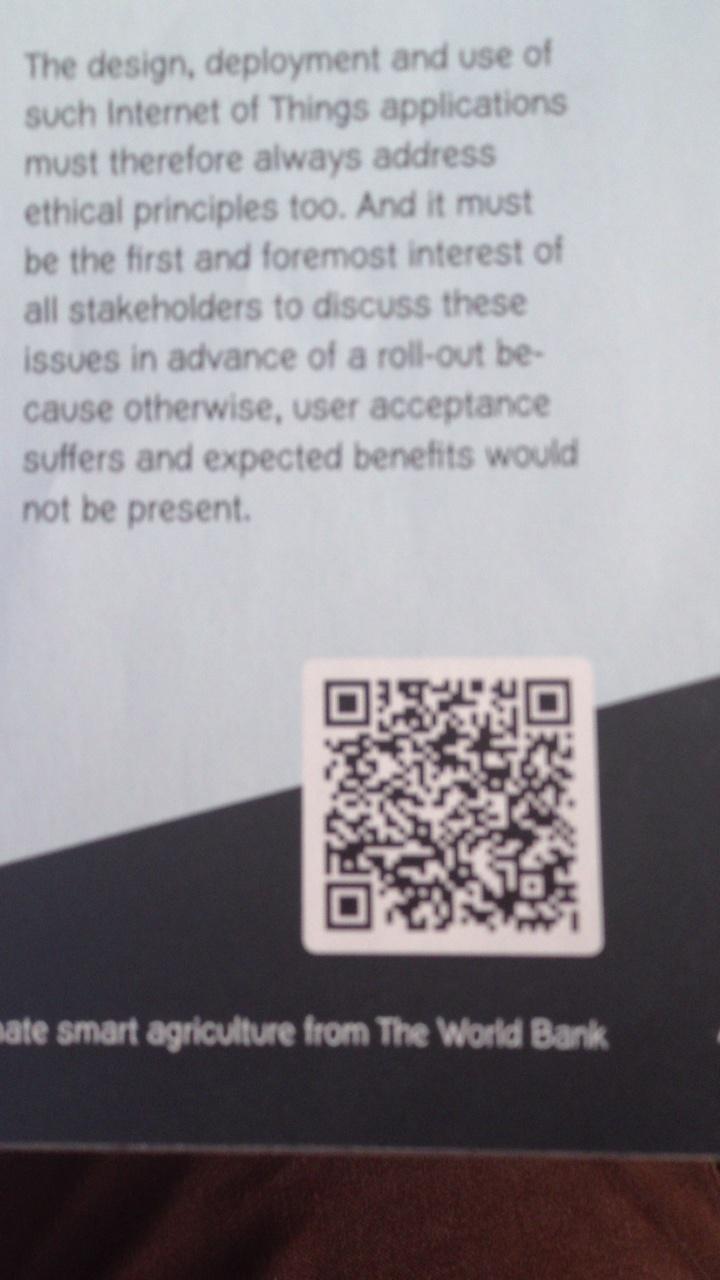 The design, deployment and use of
such Internet of Things applications
must therefore always address
ethical principles too. And it must
be the first and foremost interest of
all stakeholders to discuss these
issues in advance of a roll-out be-
cause otherwise, user acceptance
suffers and expected benefits would
not be present.
smart agriculture from The World Bank